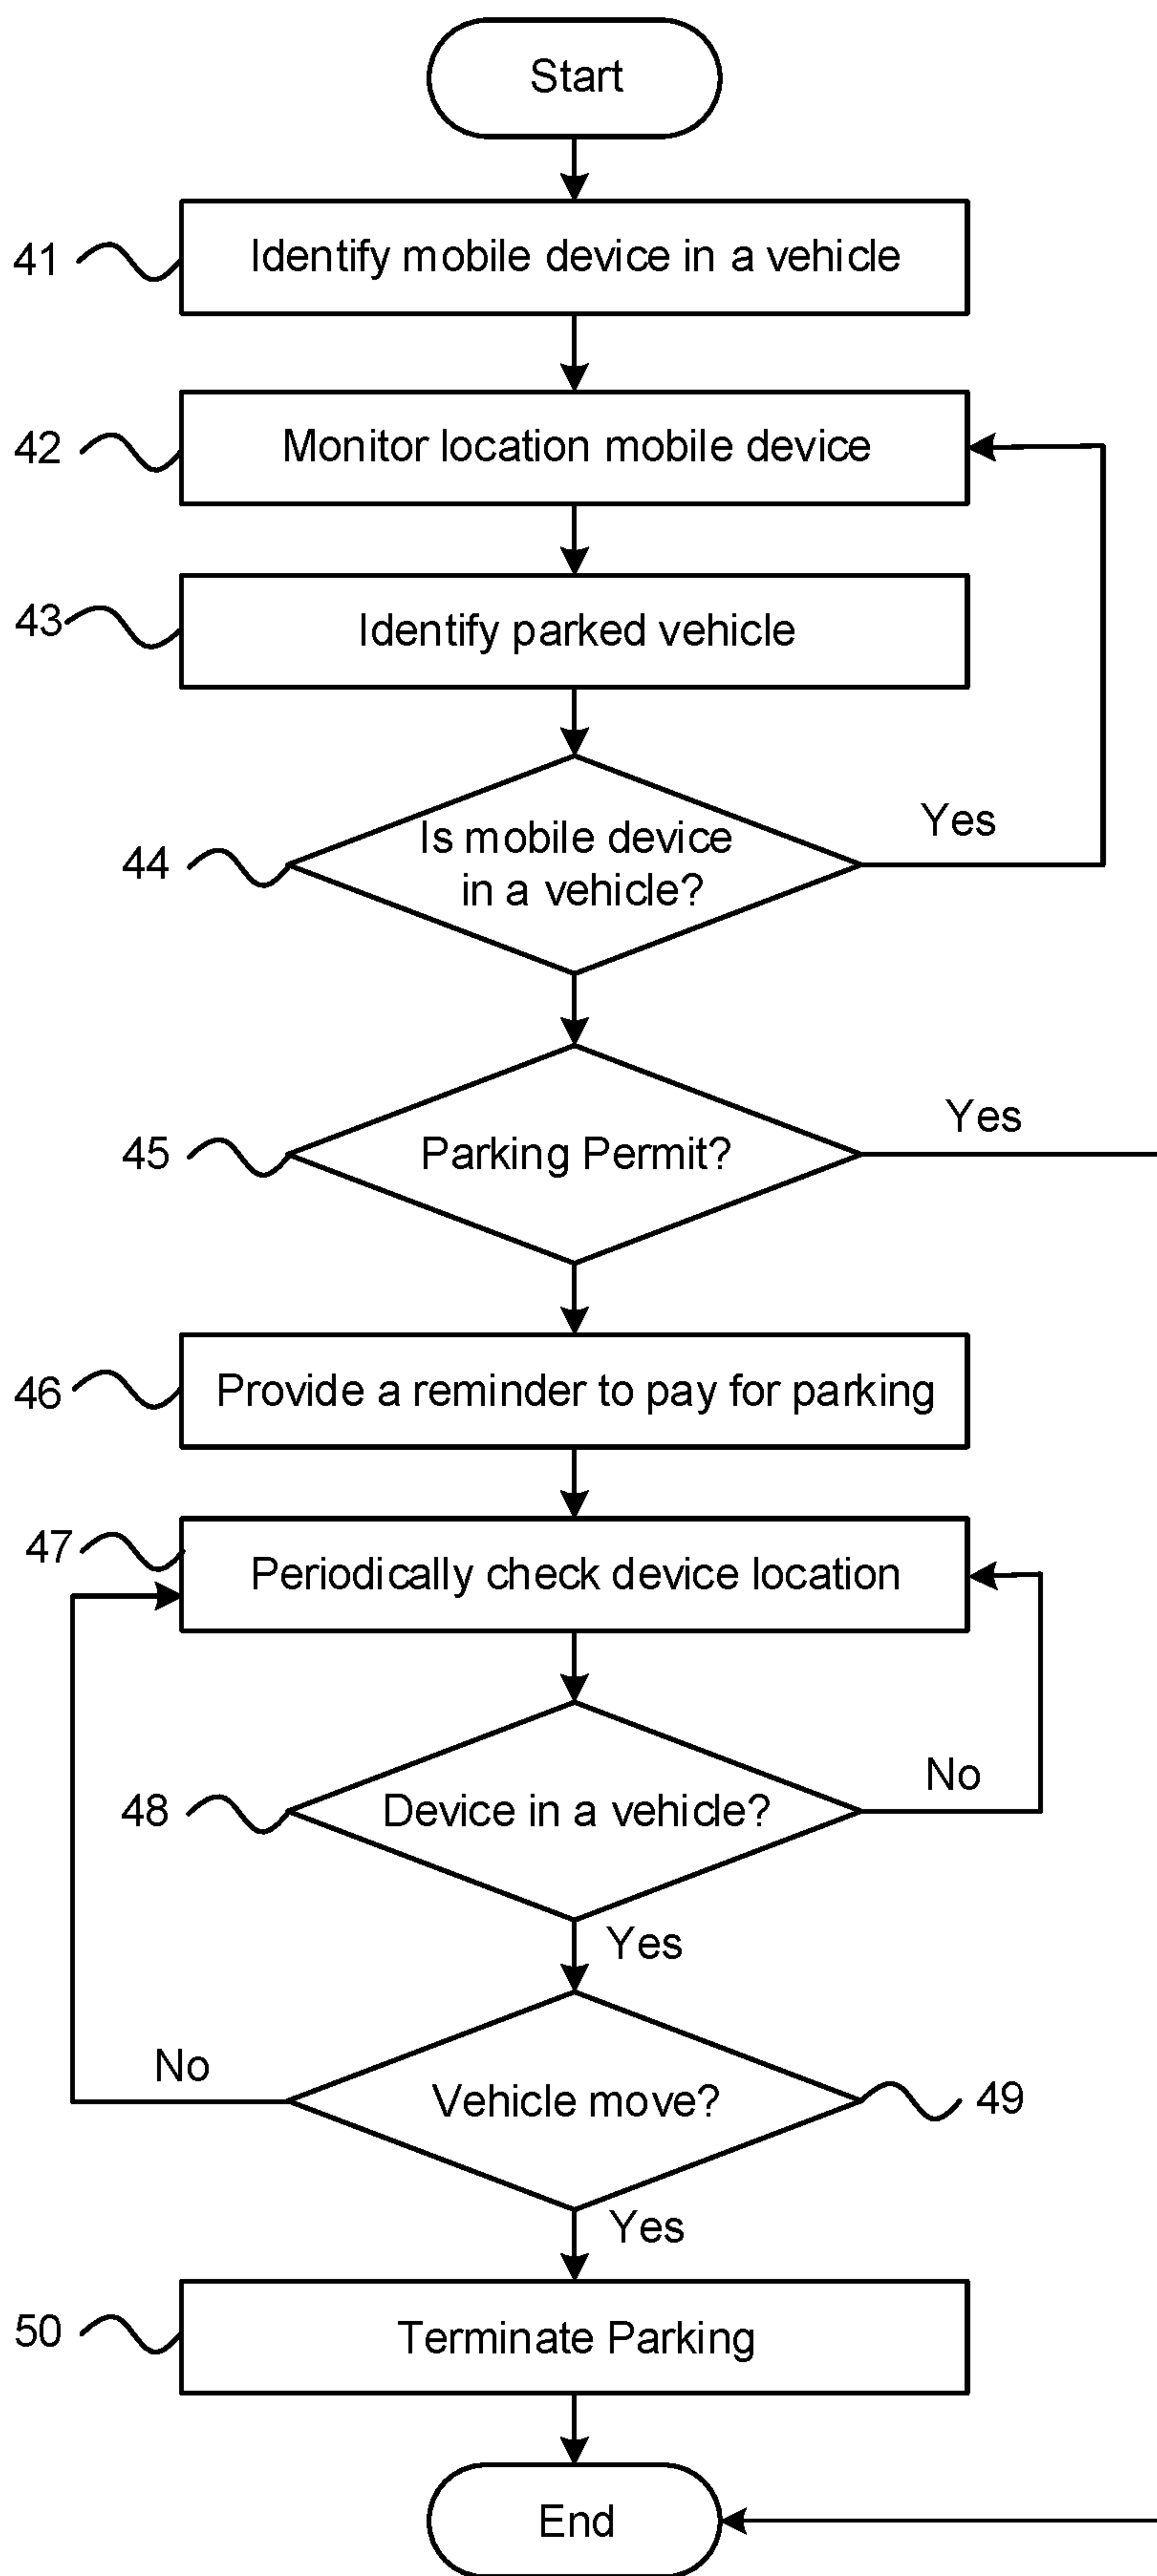 Start
41
Identify mobile device in a vehicle
42
Monitor location mobile device
43
Identify parked vehicle
44
Is mobile device
in a vehicle?
Yes
45
Parking Permit?
Yes
46
Provide a reminder to pay for parking
47
Periodically check device location
48
Device in a vehicle?
No
Yes
No
Vehicle move?
49
Yes
50
Terminate Parking
End